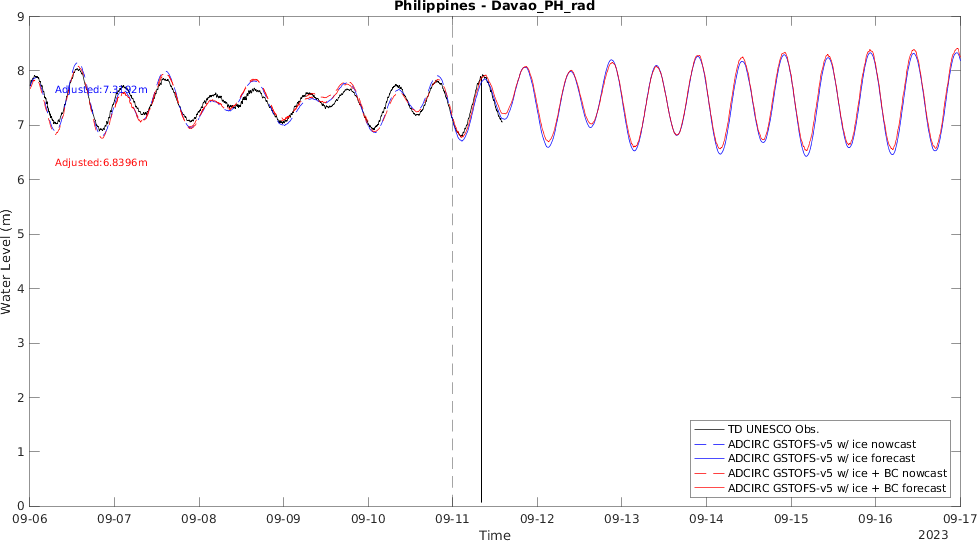 Philippines - Davao_PH_rad
9
8
7
6
5
4
3
2
1
0
Water Level (m)
Adjusted:7.3792m
Adjusted:6.8396m
TD UNESCO Obs.
ADCIRC GSTOFS-v5 w/ ice nowcast
ADCIRC GSTOFS-v5 w/ ice forecast
ADCIRC GSTOFS-v5 w/ ice + BC nowcast
ADCIRC GSTOFS-v5 w/ ice + BC forecast
09-06 09-07 09-08 09-09 09-10 09-11 09-12 09-13 09-14 09-15 09-16 09-17
Time
2023